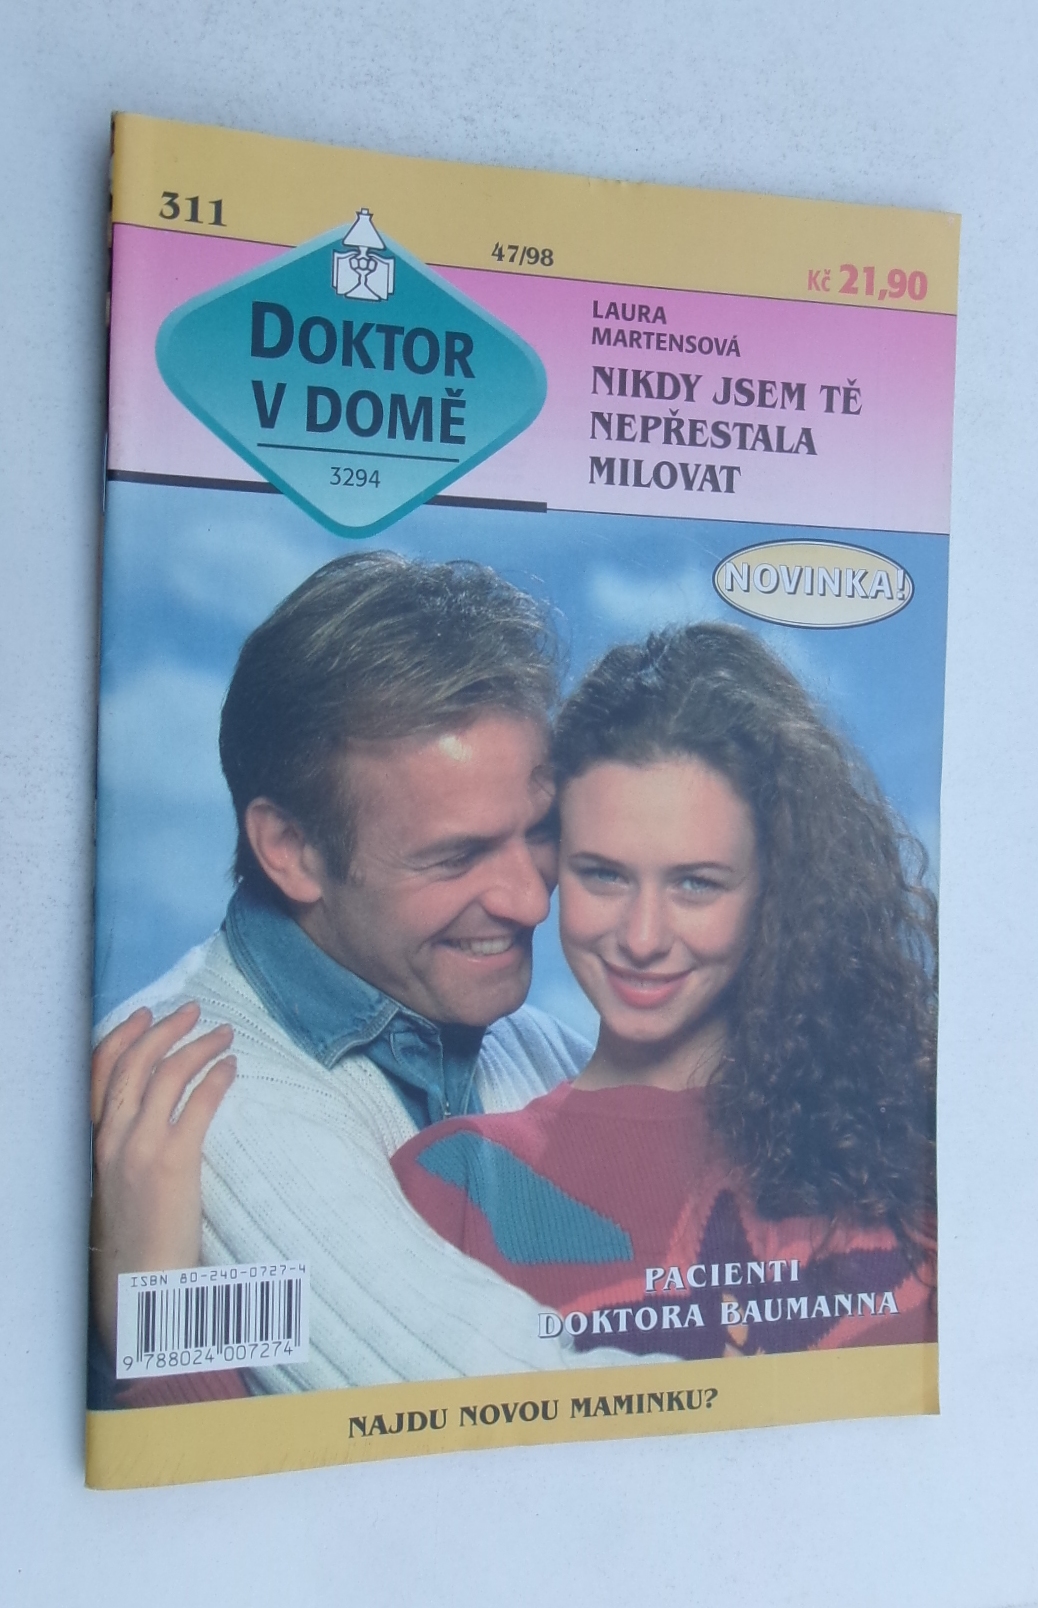 311
47/98
Kč 21,90
DOKTOR
V DOMĚ
3294
LAURA
MARTENSOVÁ
NIKDY JSEM TĚ
NEPŘESTALA
MILOVAT
NOVINKA!
PACIENTI
DOKTORA BAUMANNA
ISBN 80-240-0727-4
9 788024 007274
NAJDU NOVOU MAMINKU?